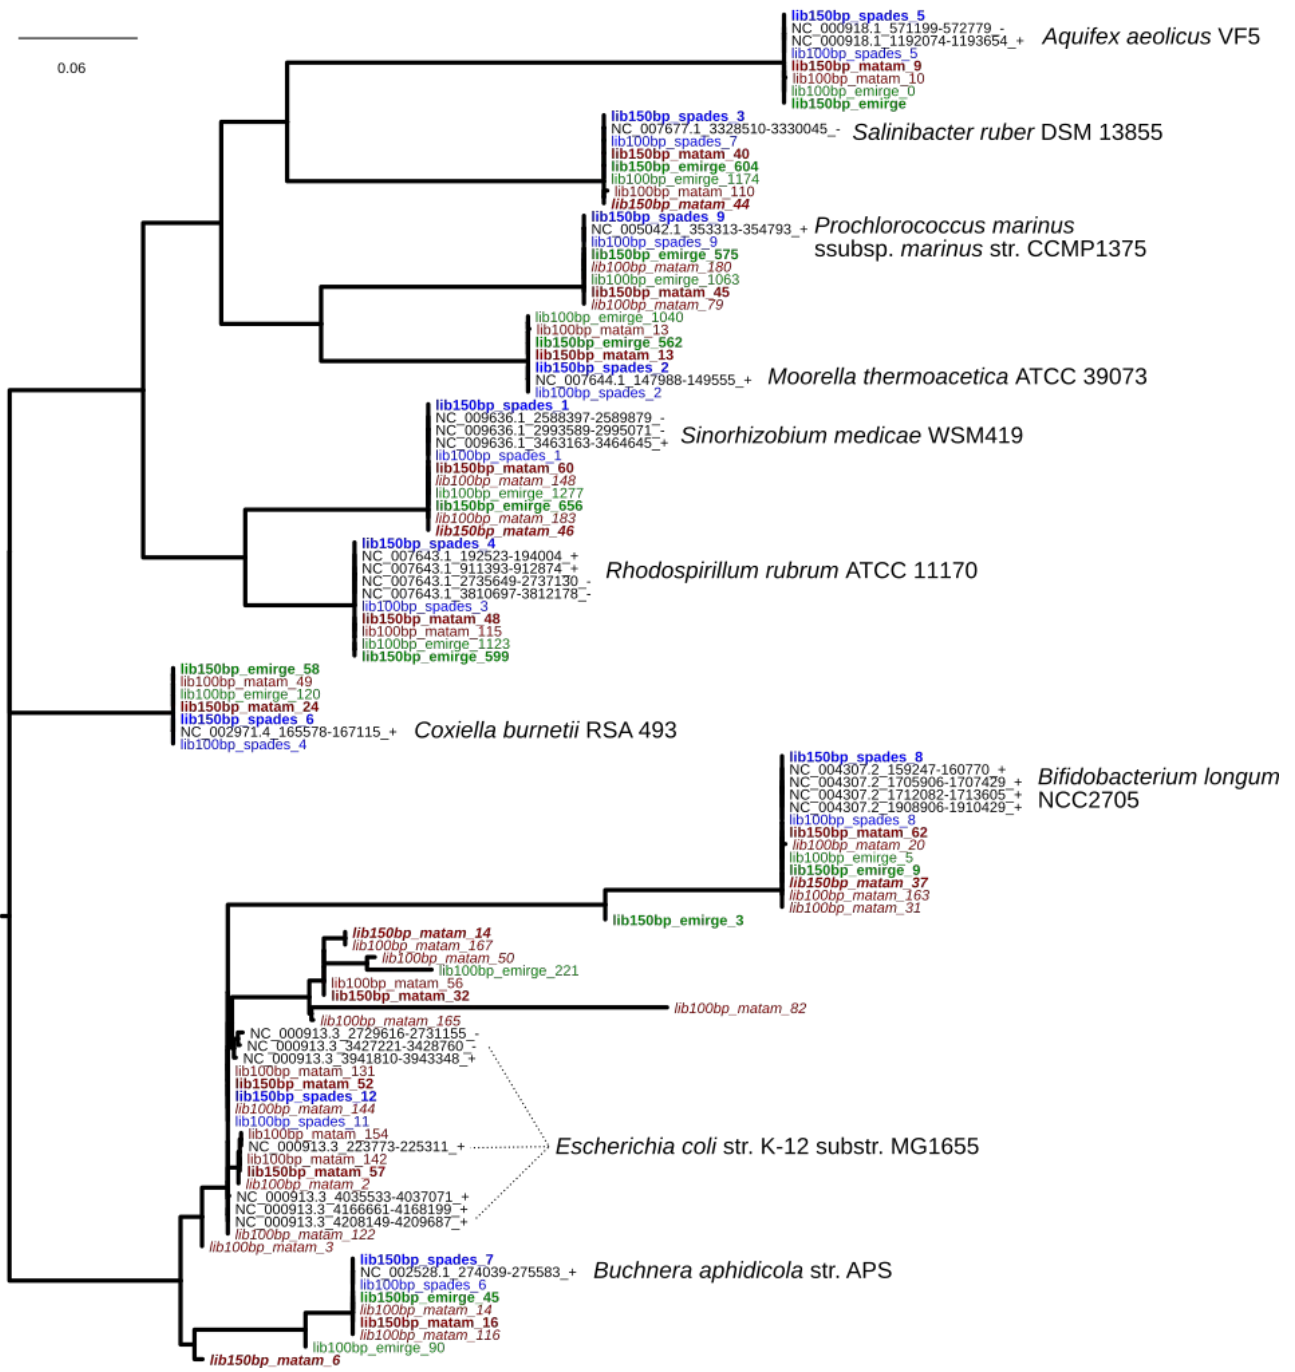 0.06
lib150bp_spades_5
NC_000918.1_571199-572779_-
NC_000918.1_1192074-1193654_+
Aquifex aeolicus VF5
lib100bp_spades_5
lib150bp_matam_9
lib100bp_matam_10
lib100bp_emirge_0
lib150bp_emirge
lib150bp_spades_3
NC_007677.1_3328510-3330045_-
Salinibacter ruber DSM 13855
lib100bp_spades_7
lib150bp_matam_40
lib150bp_emirge_604
lib100bp_emirge_1174
lib100bp_matam_110
lib150bp_matam_44
lib150bp_spades_9
NC_005042.1_353313-354793_+
Prochlorococcus marinus
ssubsp. marinus str. CCMP1375
lib100bp_spades_9
lib150bp_emirge_575
lib100bp_matam_180
lib100bp_emirge_1063
lib150bp_matam_45
lib100bp_matam_79
lib100bp_emirge_1040
lib100bp_matam_13
lib150bp_emirge_562
lib150bp_matam_13
lib150bp_spades_2
NC_007644.1_147988-149555_+
Moorella thermoacetica ATCC 39073
lib100bp_spades_2
lib150bp_spades_1
NC_009636.1_2588397-2589879_-
NC_009636.1_2993589-2995071_-
NC_009636.1_3463163-3464645_+
Sinorhizobium medicae WSM419
lib100bp_spades_1
lib150bp_matam_60
lib100bp_matam_148
lib100bp_emirge_1277
lib150bp_emirge_656
lib100bp_matam_183
lib150bp_matam_46
lib150bp_spades_4
NC_007643.1_192523-194004_+
NC_007643.1_911393-912874_+
NC_007643.1_2735649-2737130_-
NC_007643.1_3810697-3812178_-
Rhodospirillum rubrum ATCC 11170
lib100bp_spades_3
lib150bp_matam_48
lib100bp_matam_115
lib100bp_emirge_1123
lib150bp_emirge_599
lib150bp_emirge_58
lib100bp_matam_49
lib100bp_emirge_120
lib150bp_matam_24
lib150bp_spades_6
NC_002971.4_165578-167115_+
Coxiella burnetii RSA 493
lib100bp_spades_4
lib150bp_spades_8
NC_004307.2_159247-160770_+
NC_004307.2_1705906-1707429_+
NC_004307.2_1712082-1713605_+
NC_004307.2_1908906-1910429_+
Bifidobacterium longum
NCC2705
lib100bp_spades_8
lib150bp_matam_62
lib100bp_matam_20
lib100bp_emirge_5
lib150bp_emirge_9
lib150bp_matam_37
lib100bp_matam_163
lib100bp_matam_31
lib150bp_emirge_3
lib150bp_matam_14
lib100bp_matam_167
lib100bp_matam_50
lib100bp_emirge_221
lib100bp_matam_56
lib150bp_matam_32
lib100bp_matam_82
lib100bp_matam_165
NC_000913.3_2729616-2731155_-
NC_000913.3_3427221-3428760_-
NC_000913.3_3941810-3943348_+
lib100bp_matam_131
lib150bp_matam_52
lib150bp_spades_12
lib100bp_matam_144
lib100bp_spades_11
lib100bp_matam_154
NC_000913.3_223773-225311_+
Escherichia coli str. K-12 substr. MG1655
lib100bp_matam_142
lib150bp_matam_57
lib100bp_matam_2
NC_000913.3_4035533-4037071_+
NC_000913.3_4166661-4168199_+
NC_000913.3_4208149-4209687_+
lib100bp_matam_122
lib100bp_matam_3
lib150bp_spades_7
NC_002528.1_274039-275583_+
Buchnera aphidicola str. APS
lib100bp_spades_6
lib150bp_emirge_45
lib100bp_matam_14
lib150bp_matam_16
lib100bp_matam_116
lib100bp_emirge_90
lib150bp_matam_6